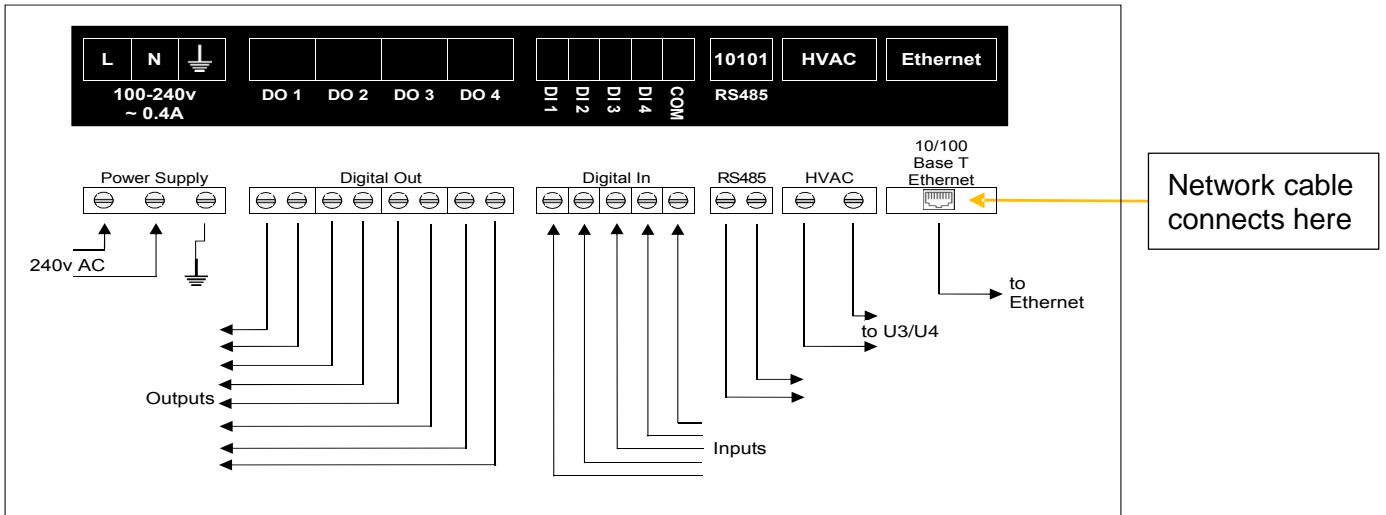 L N
10101 HVAC Ethernet
100-240v
~ 0.4A
DO 1 DO 2 DO 3 DO 4
DI 1
DI 2
DI 3
DI 4
COM
RS485
Power Supply
Digital Out
Digital In
RS485
HVAC
10/100
Base T
Ethernet
Network cable
connects here
240v AC
to
Ethernet
to U3/U4
Outputs
Inputs